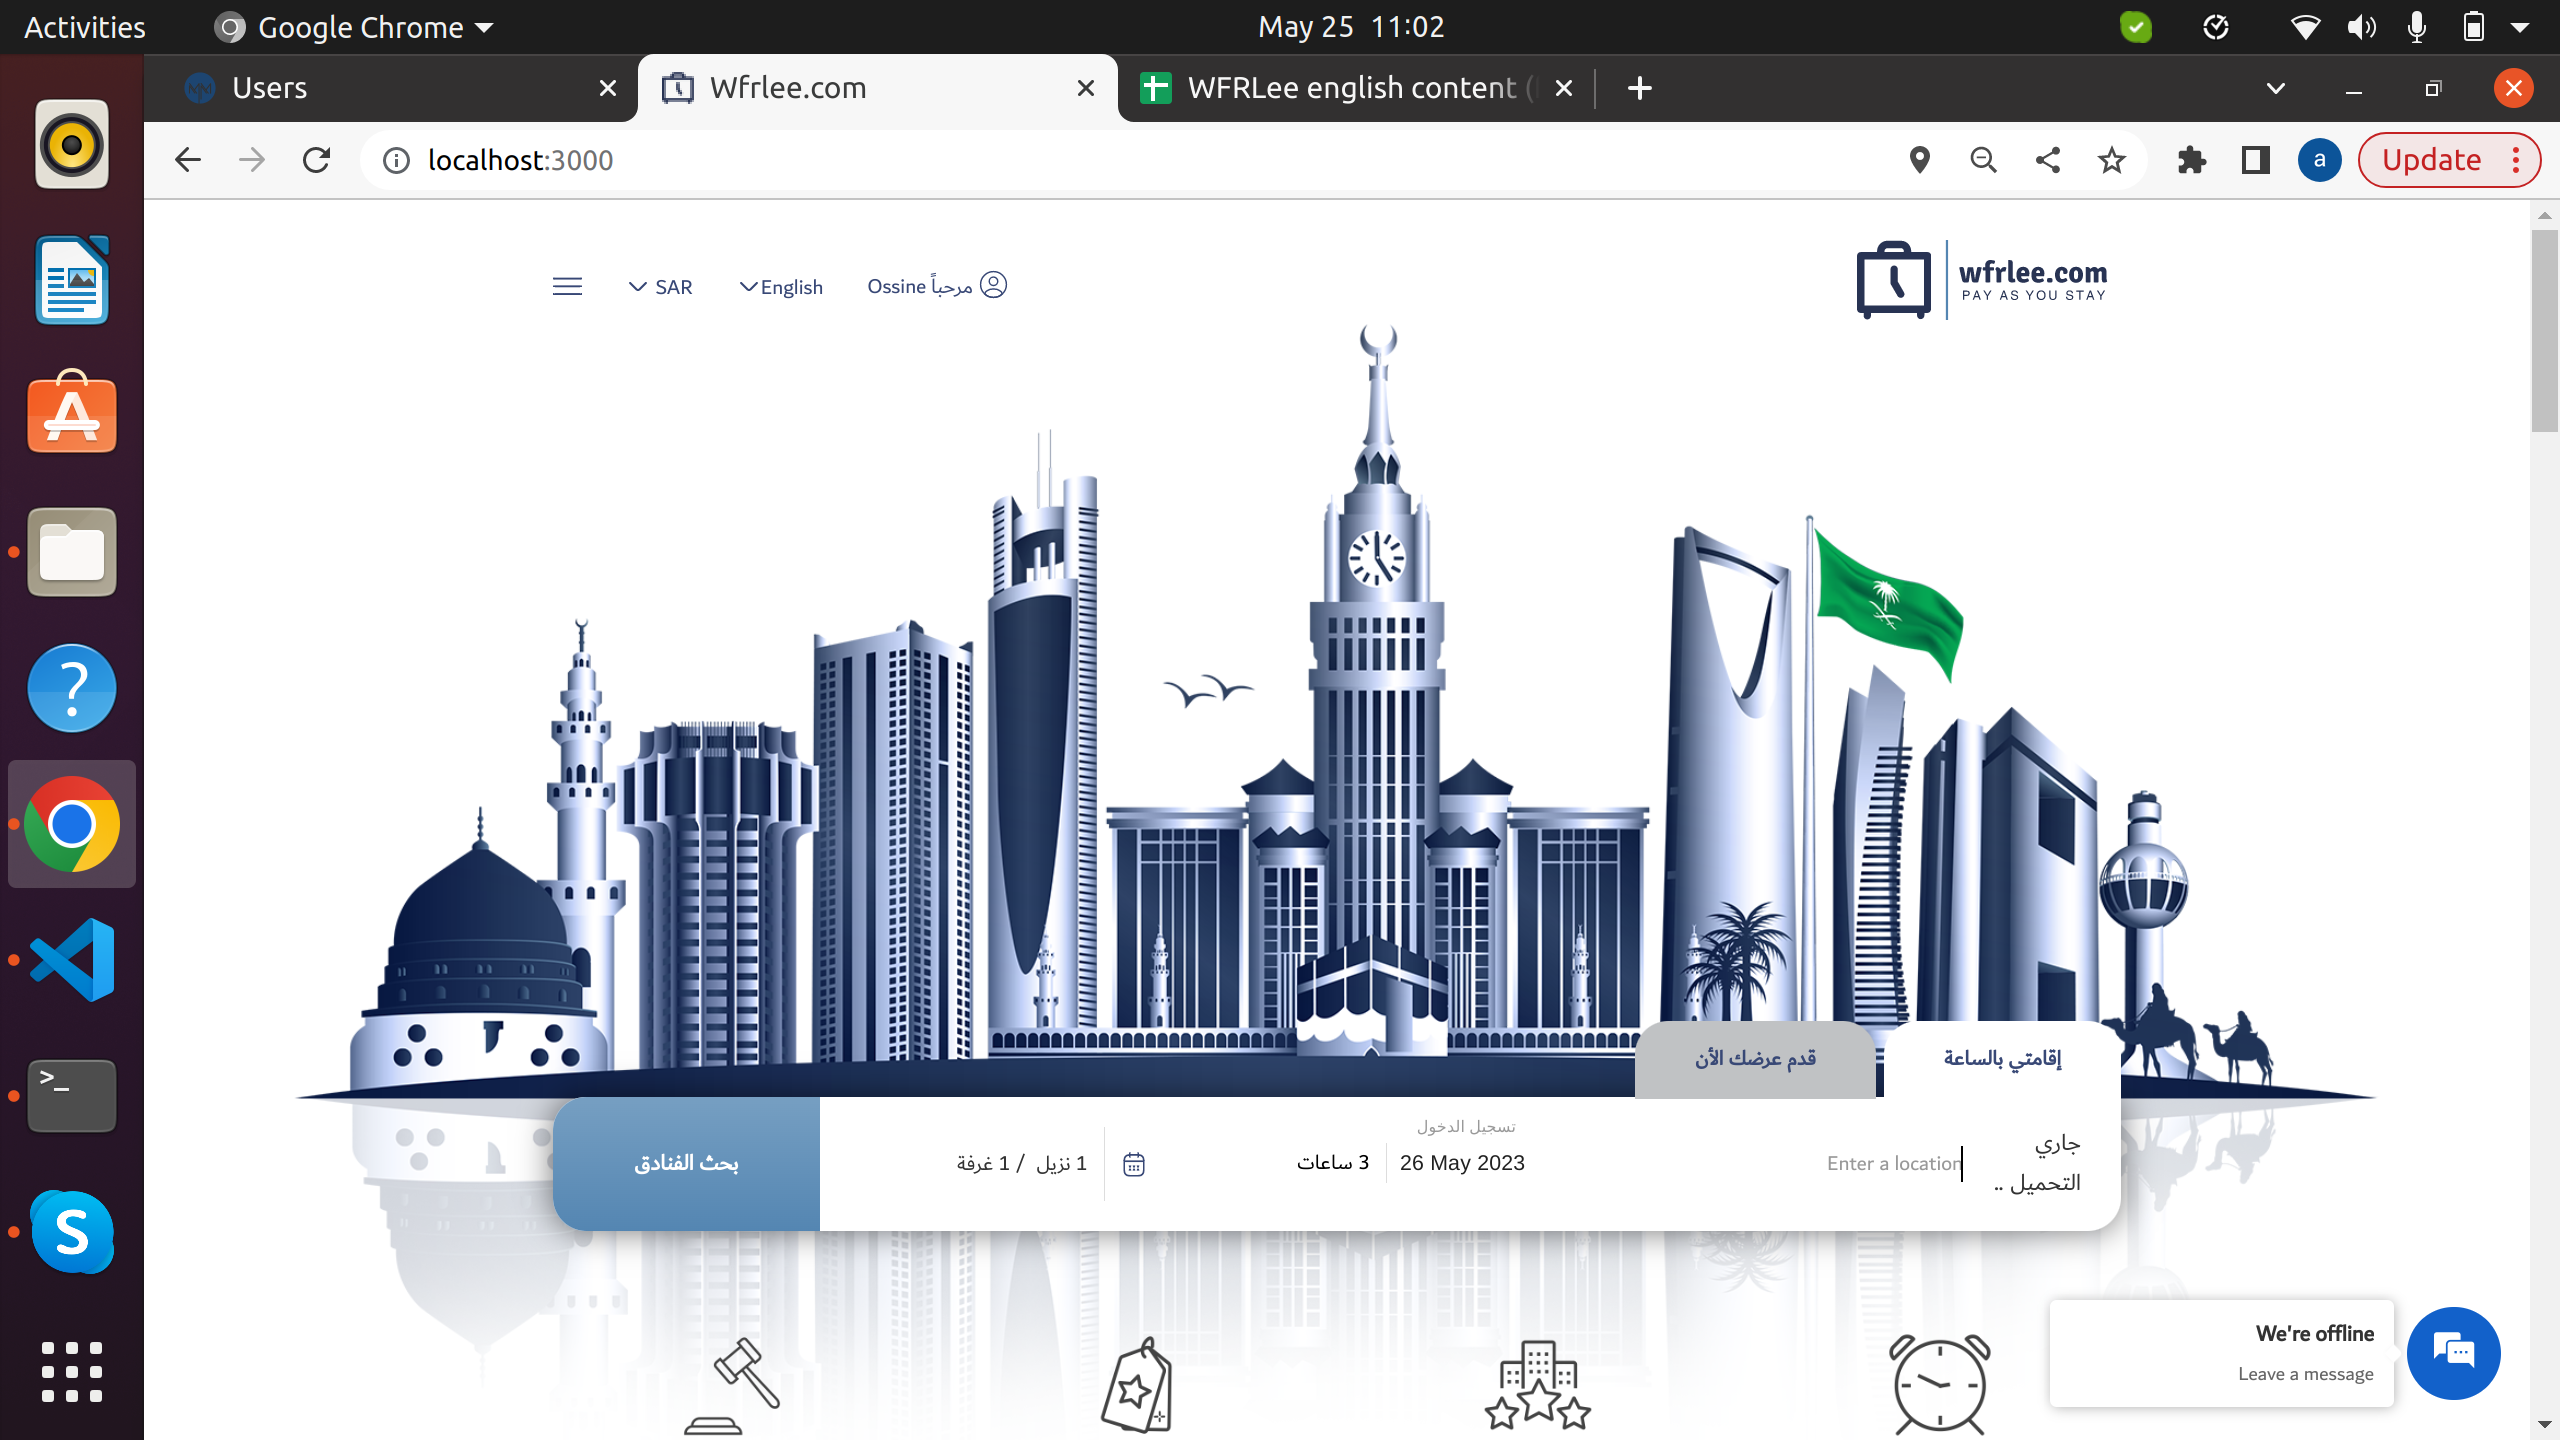 Activities
Google Chrome
May 25 11:02
Users
Wfrlee.com
WFRLee english content (
localhost:3000
a
Update
SAR
English
مرحباً Ossine
wfrlee.com
PAY AS YOU STAY
إقامتي بالساعة
قدم عرضك الأن
جاري
التحميل ..
Enter a location
تسجيل الدخول
26 May 2023
3 ساعات
1 نزيل / 1 غرفة
بحث الفنادق
We're offline
Leave a message